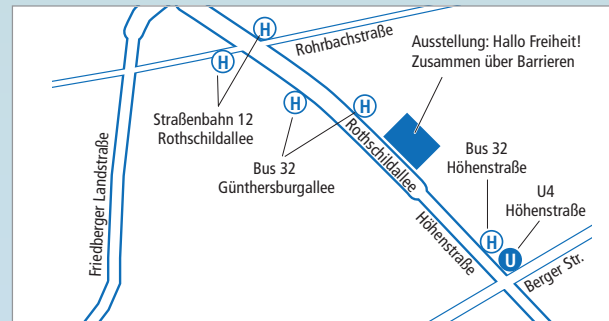 H
Rohrbachstraße
H
Ausstellung: Hallo Freiheit!
Zusammen über Barrieren
H
H
Straßenbahn 12
Rothschildallee
Bus 32
Günthersburgallee
Rothschildallee
Friedberger Landstraße
Bus 32
Höhenstraße
U4
Höhenstraße
Höhenstraße
H
U
Berger Str.